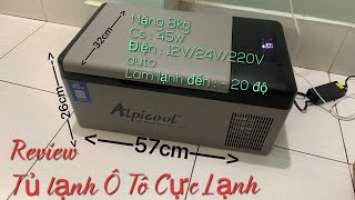 Nặng 8kg
Cs : 45w
Điện : 12V/24V/220V
auto
Làm lạnh đến : - 20 độ
32cm
26cm
Alpicool
57cm
Review
Tủ lạnh Ô Tô Cực Lạnh